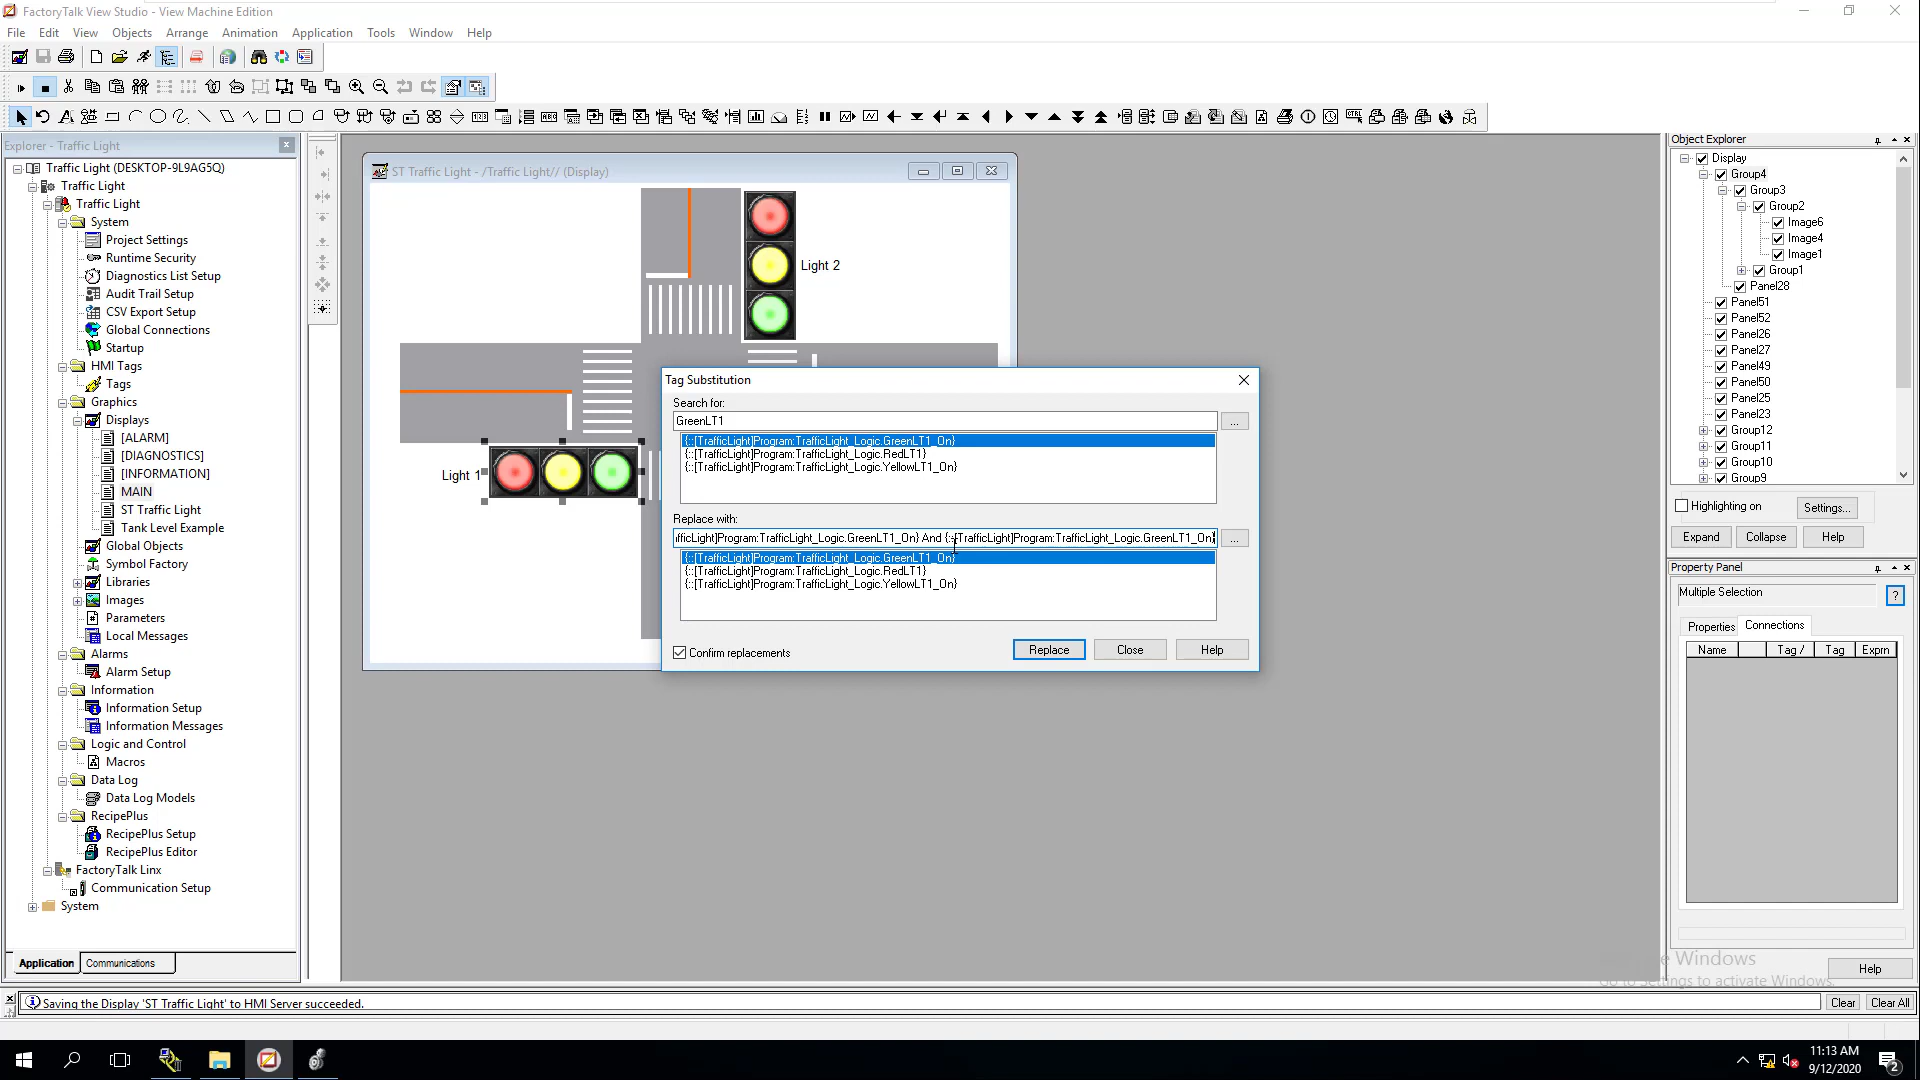 FactoryTalk View Studio - View Machine Edition
File Edit View Objects Arrange Animation Application Tools Window Help
Explorer - Traffic Light
Traffic Light (DESKTOP-9L9AG5Q)
Traffic Light
Traffic Light
System
Project Settings
Runtime Security
Diagnostics List Setup
Audit Trail Setup
CSV Export Setup
Global Connections
Startup
HMI Tags
Tags
Graphics
Displays
[ALARM]
[DIAGNOSTICS]
[INFORMATION]
MAIN
ST Traffic Light
Tank Level Example
Global Objects
Symbol Factory
Libraries
Images
Parameters
Local Messages
Alarms
Alarm Setup
Information
Information Setup
Information Messages
Logic and Control
Macros
Data Log
Data Log Models
RecipePlus
RecipePlus Setup
RecipePlus Editor
FactoryTalk Linx
Communication Setup
System
Application Communications
ST Traffic Light - /Traffic Light// (Display)
Light 2
Light 1
Tag Substitution
Search for:
GreenLT1
...
{::[TrafficLight]Program:TrafficLight_Logic.GreenLT1_On}
{::[TrafficLight]Program:TrafficLight_Logic.RedLT1}
{::[TrafficLight]Program:TrafficLight_Logic.YellowLT1_On}
Replace with:
fficLight]Program:TrafficLight_Logic.GreenLT1_On} And {::[TrafficLight]Program:TrafficLight_Logic.GreenLT1_On}
...
{::[TrafficLight]Program:TrafficLight_Logic.GreenLT1_On}
{::[TrafficLight]Program:TrafficLight_Logic.RedLT1}
{::[TrafficLight]Program:TrafficLight_Logic.YellowLT1_On}
Confirm replacements
Replace Close Help
Object Explorer
Display
Group4
Group3
Group2
Image6
Image4
Image1
Group1
Panel28
Panel51
Panel52
Panel26
Panel27
Panel49
Panel50
Panel25
Panel23
Group12
Group11
Group10
Group9
Highlighting on Settings...
Expand Collapse Help
Property Panel
Multiple Selection ?
Properties Connections
Name Tag / Tag Exprn
Windows
Go to Settings to activate Windows.
Help
Saving the Display 'ST Traffic Light' to HMI Server succeeded.
Clear Clear All
11:13 AM
9/12/2020
2